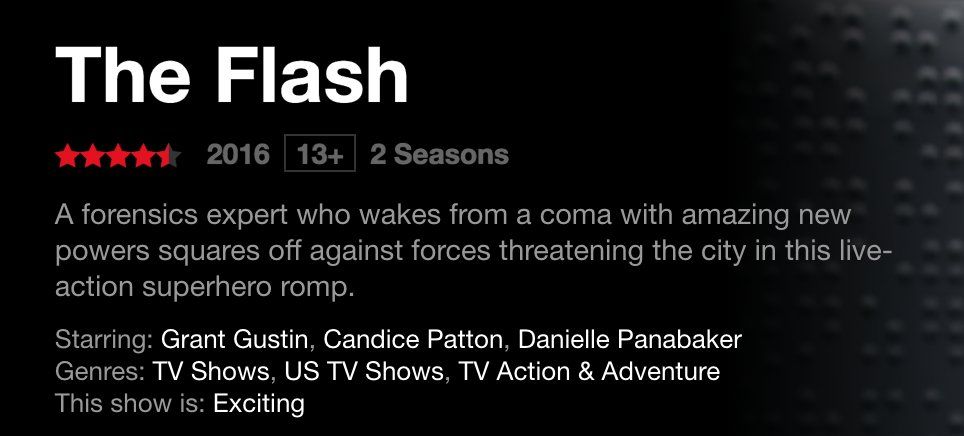 The Flash
2016 13+ 2 Seasons
A forensics expert who wakes from a coma with amazing new
powers squares off against forces threatening the city in this live-
action superhero romp.
Starring: Grant Gustin, Candice Patton, Danielle Panabaker
Genres: TV Shows, US TV Shows, TV Action & Adventure
This show is: Exciting